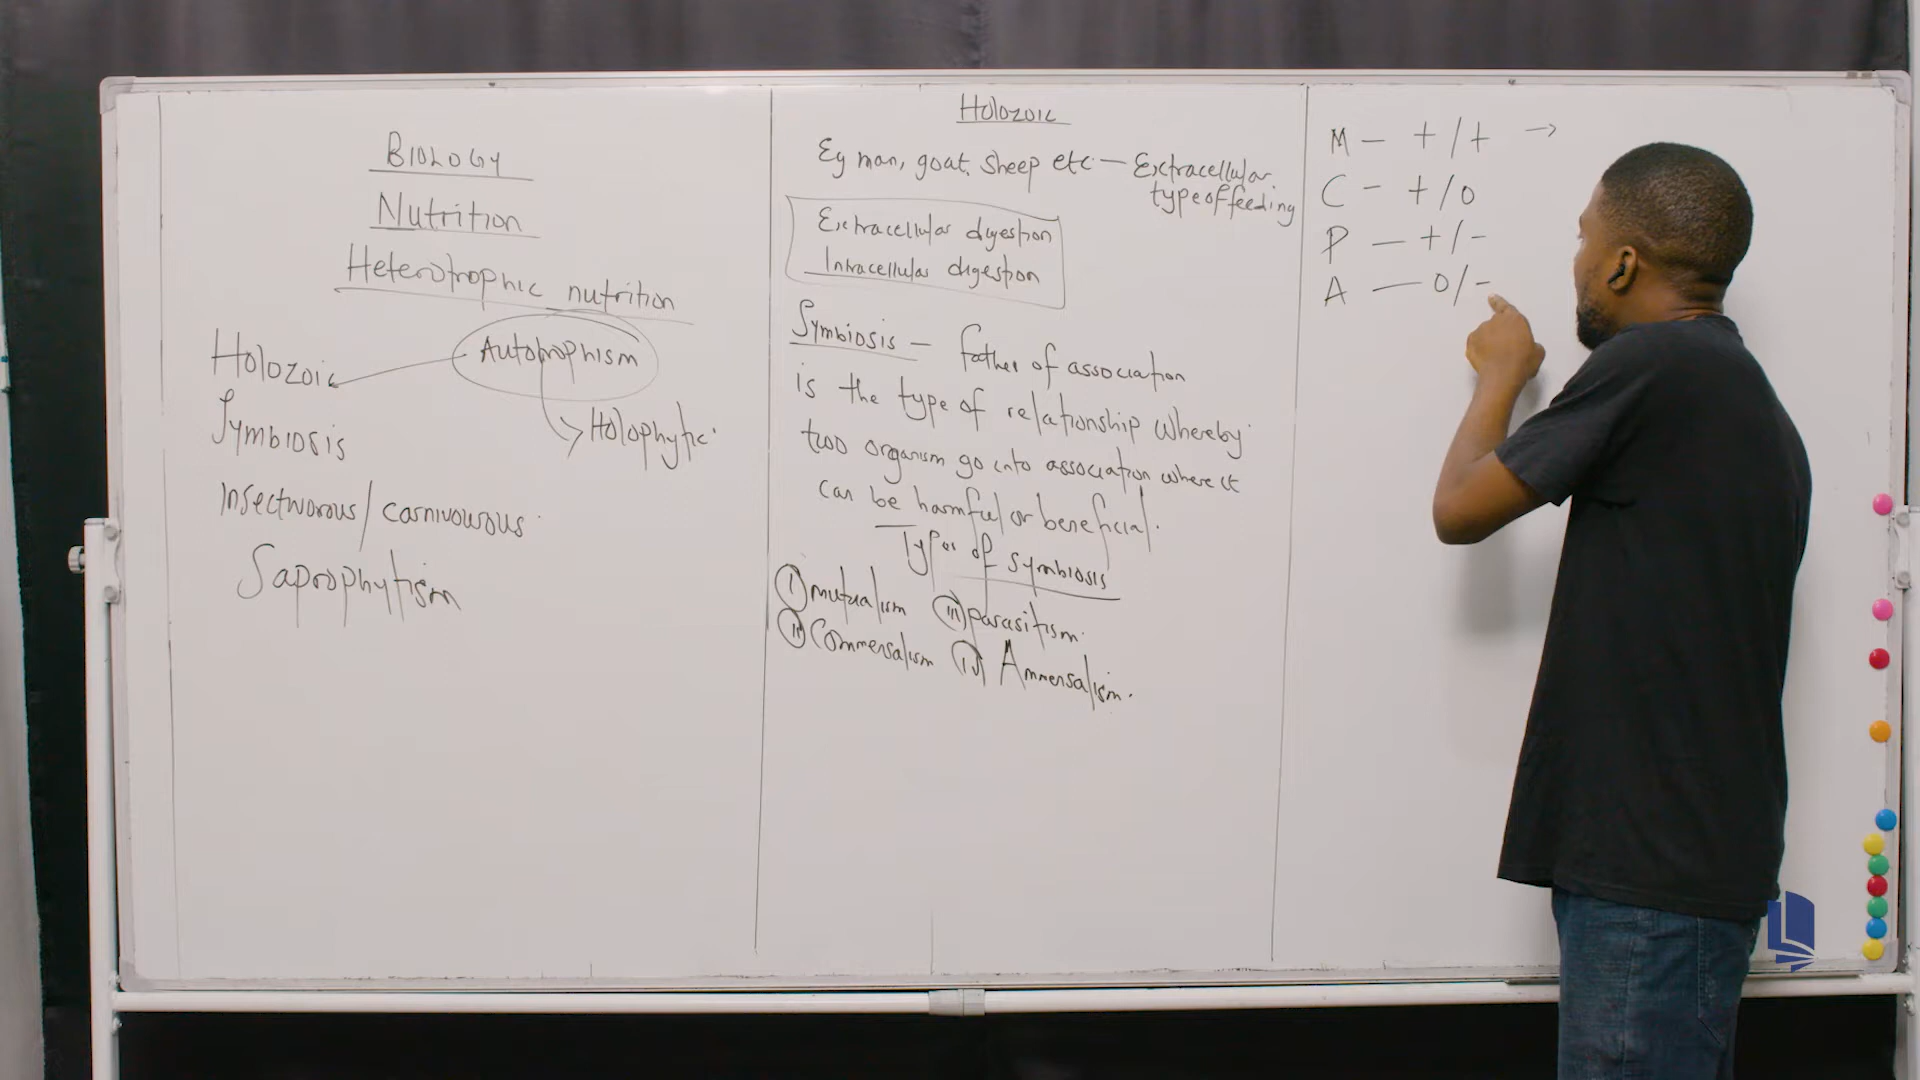 BIOLOGY
Nutrition
Heterotrophic nutrition
Autotrophism
Holozoic
Holophytic
Symbiosis
Insectivorous/carnivourous
Saprophytism
Holozoic
Eg man, goat, sheep etc — Extracellular
type of feeding
Extracellular digestion
Intracellular digestion
Symbiosis — father of association
is the type of relationship whereby
two organism go into association where it
can be harmful or beneficial.
Types of symbiosis
(i) mutualism (iii) parasitism.
(ii) Commersalism (iv) Ammersalism.
M — + / + →
C — + / 0
P — + / -
A — 0 / -